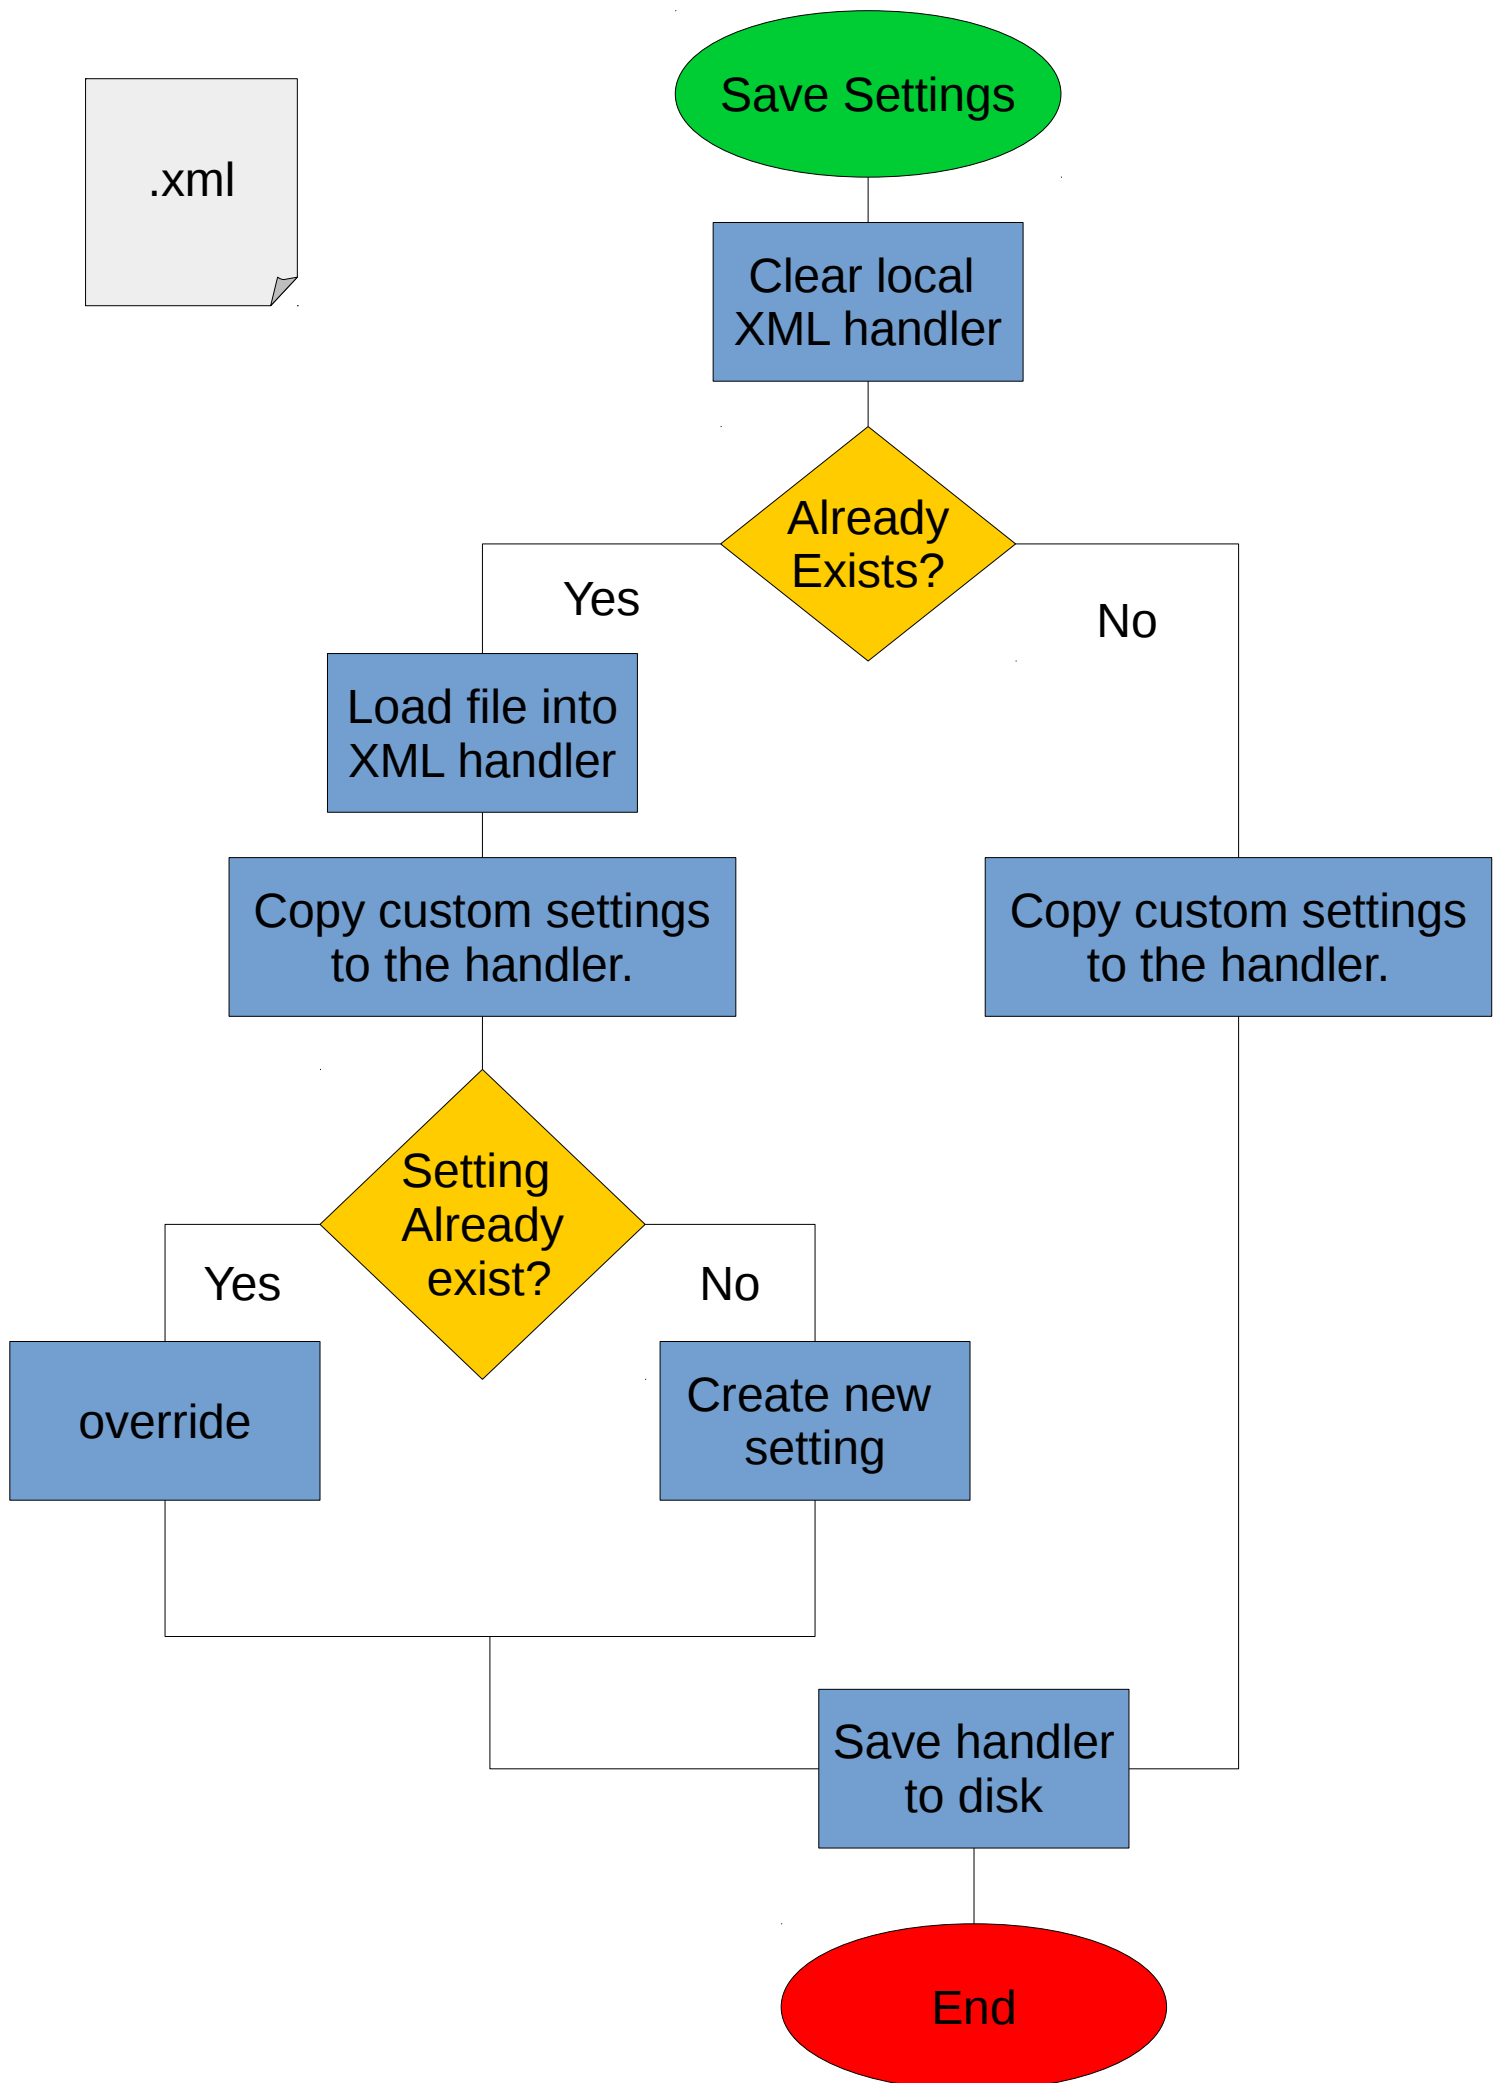 Save Settings
.xml
Clear local
XML handler
Already
Exists?
Yes
No
Load file into
XML handler
Copy custom settings
to the handler.
Copy custom settings
to the handler.
Setting
Already
exist?
Yes
No
override
Create new
setting
Save handler
to disk
End